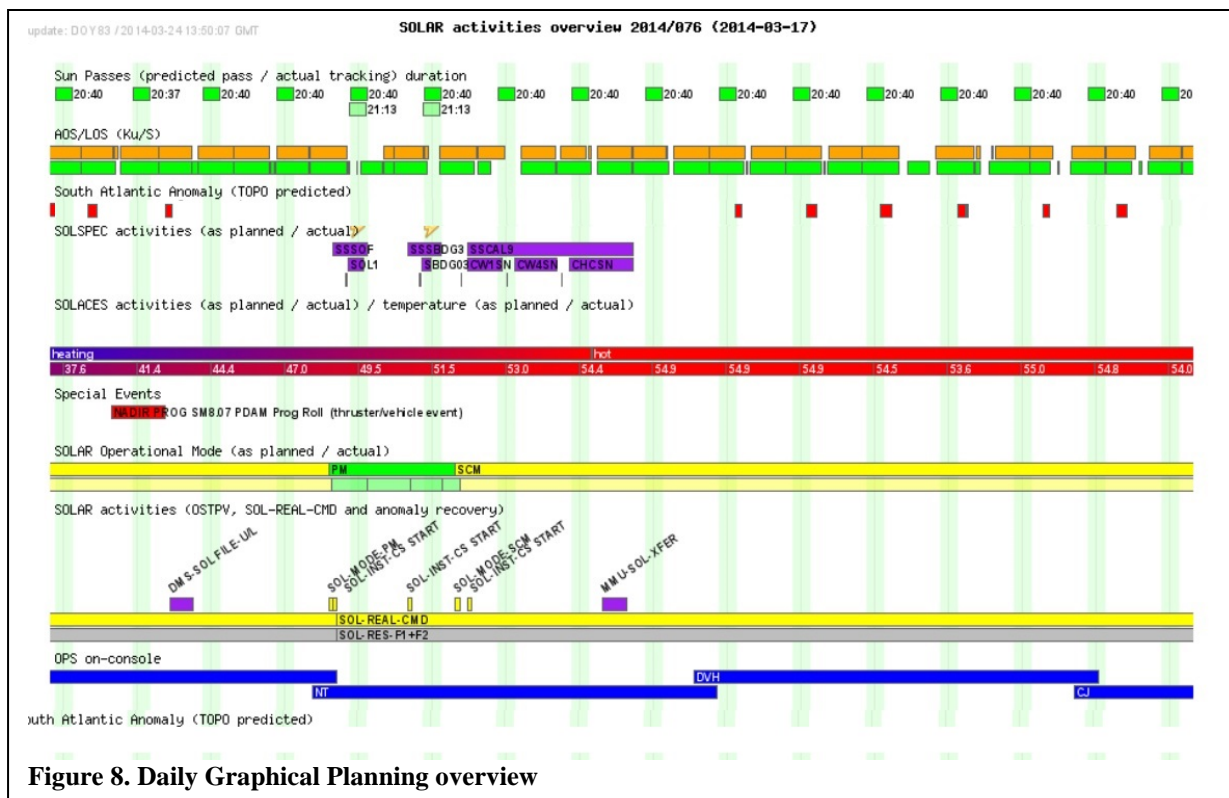 update: DOY83 / 2014-03-24 13:50:07 GMT
SOLAR activities overview 2014/076 (2014-03-17)
Sun Passes (predicted pass / actual tracking) duration
20:40 20:37 20:40 20:40 20:40 20:40 20:40 20:40 20:40 20:40 20:40 20:40 20:40 20:40 20:40 20
21:13 21:13
AOS/LOS (Ku/S)
South Atlantic Anomaly (TOPO predicted)
SOLSPEC activities (as planned / actual)
SSSOF SSSBDG3 SSCAL9
SOL1 SBDG03 CW1SN CW4SN CHCSN
SOLACES activities (as planned / actual) / temperature (as planned / actual)
heating hot
37.6 41.4 44.4 47.0 49.5 51.5 53.0 54.4 54.9 54.9 54.9 54.5 53.6 55.0 54.8 54.0
Special Events
NADIR PROG SM8.07 PDAM Prog Roll (thruster/vehicle event)
SOLAR Operational Mode (as planned / actual)
PM SCM
SOLAR activities (OSTPV, SOL-REAL-CMD and anomaly recovery)
DMS-SOL FILE-U/L
SOL-MODE-PM
SOL-INST-CS START
SOL-INST-CS START
SOL-MODE-SCM
SOL-INST-CS START
MMU-SOL-XFER
SOL-REAL-CMD
SOL-RES-P1+F2
OPS on-console
DVH
NT CJ
outh Atlantic Anomaly (TOPO predicted)
Figure 8. Daily Graphical Planning overview